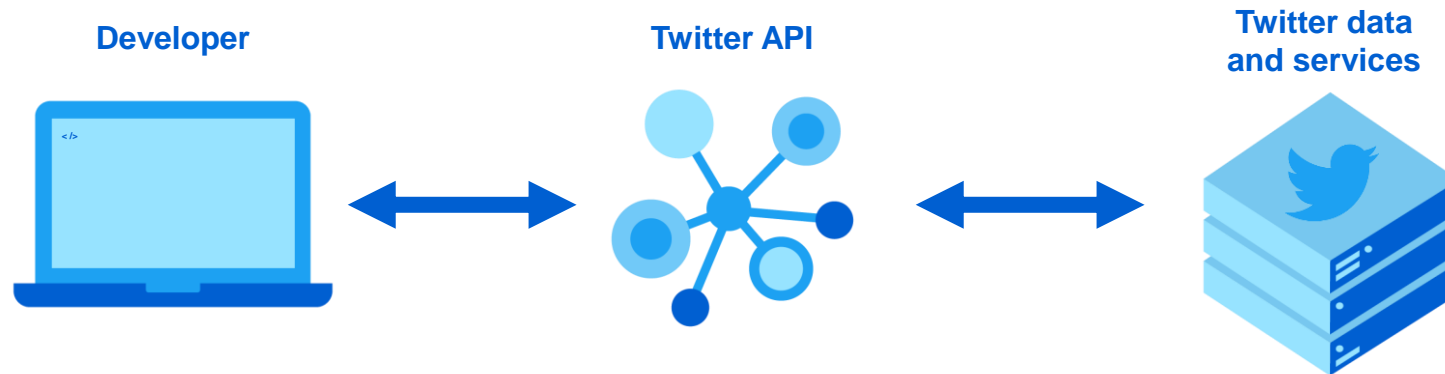 Developer
Twitter API
Twitter data
and services
< />